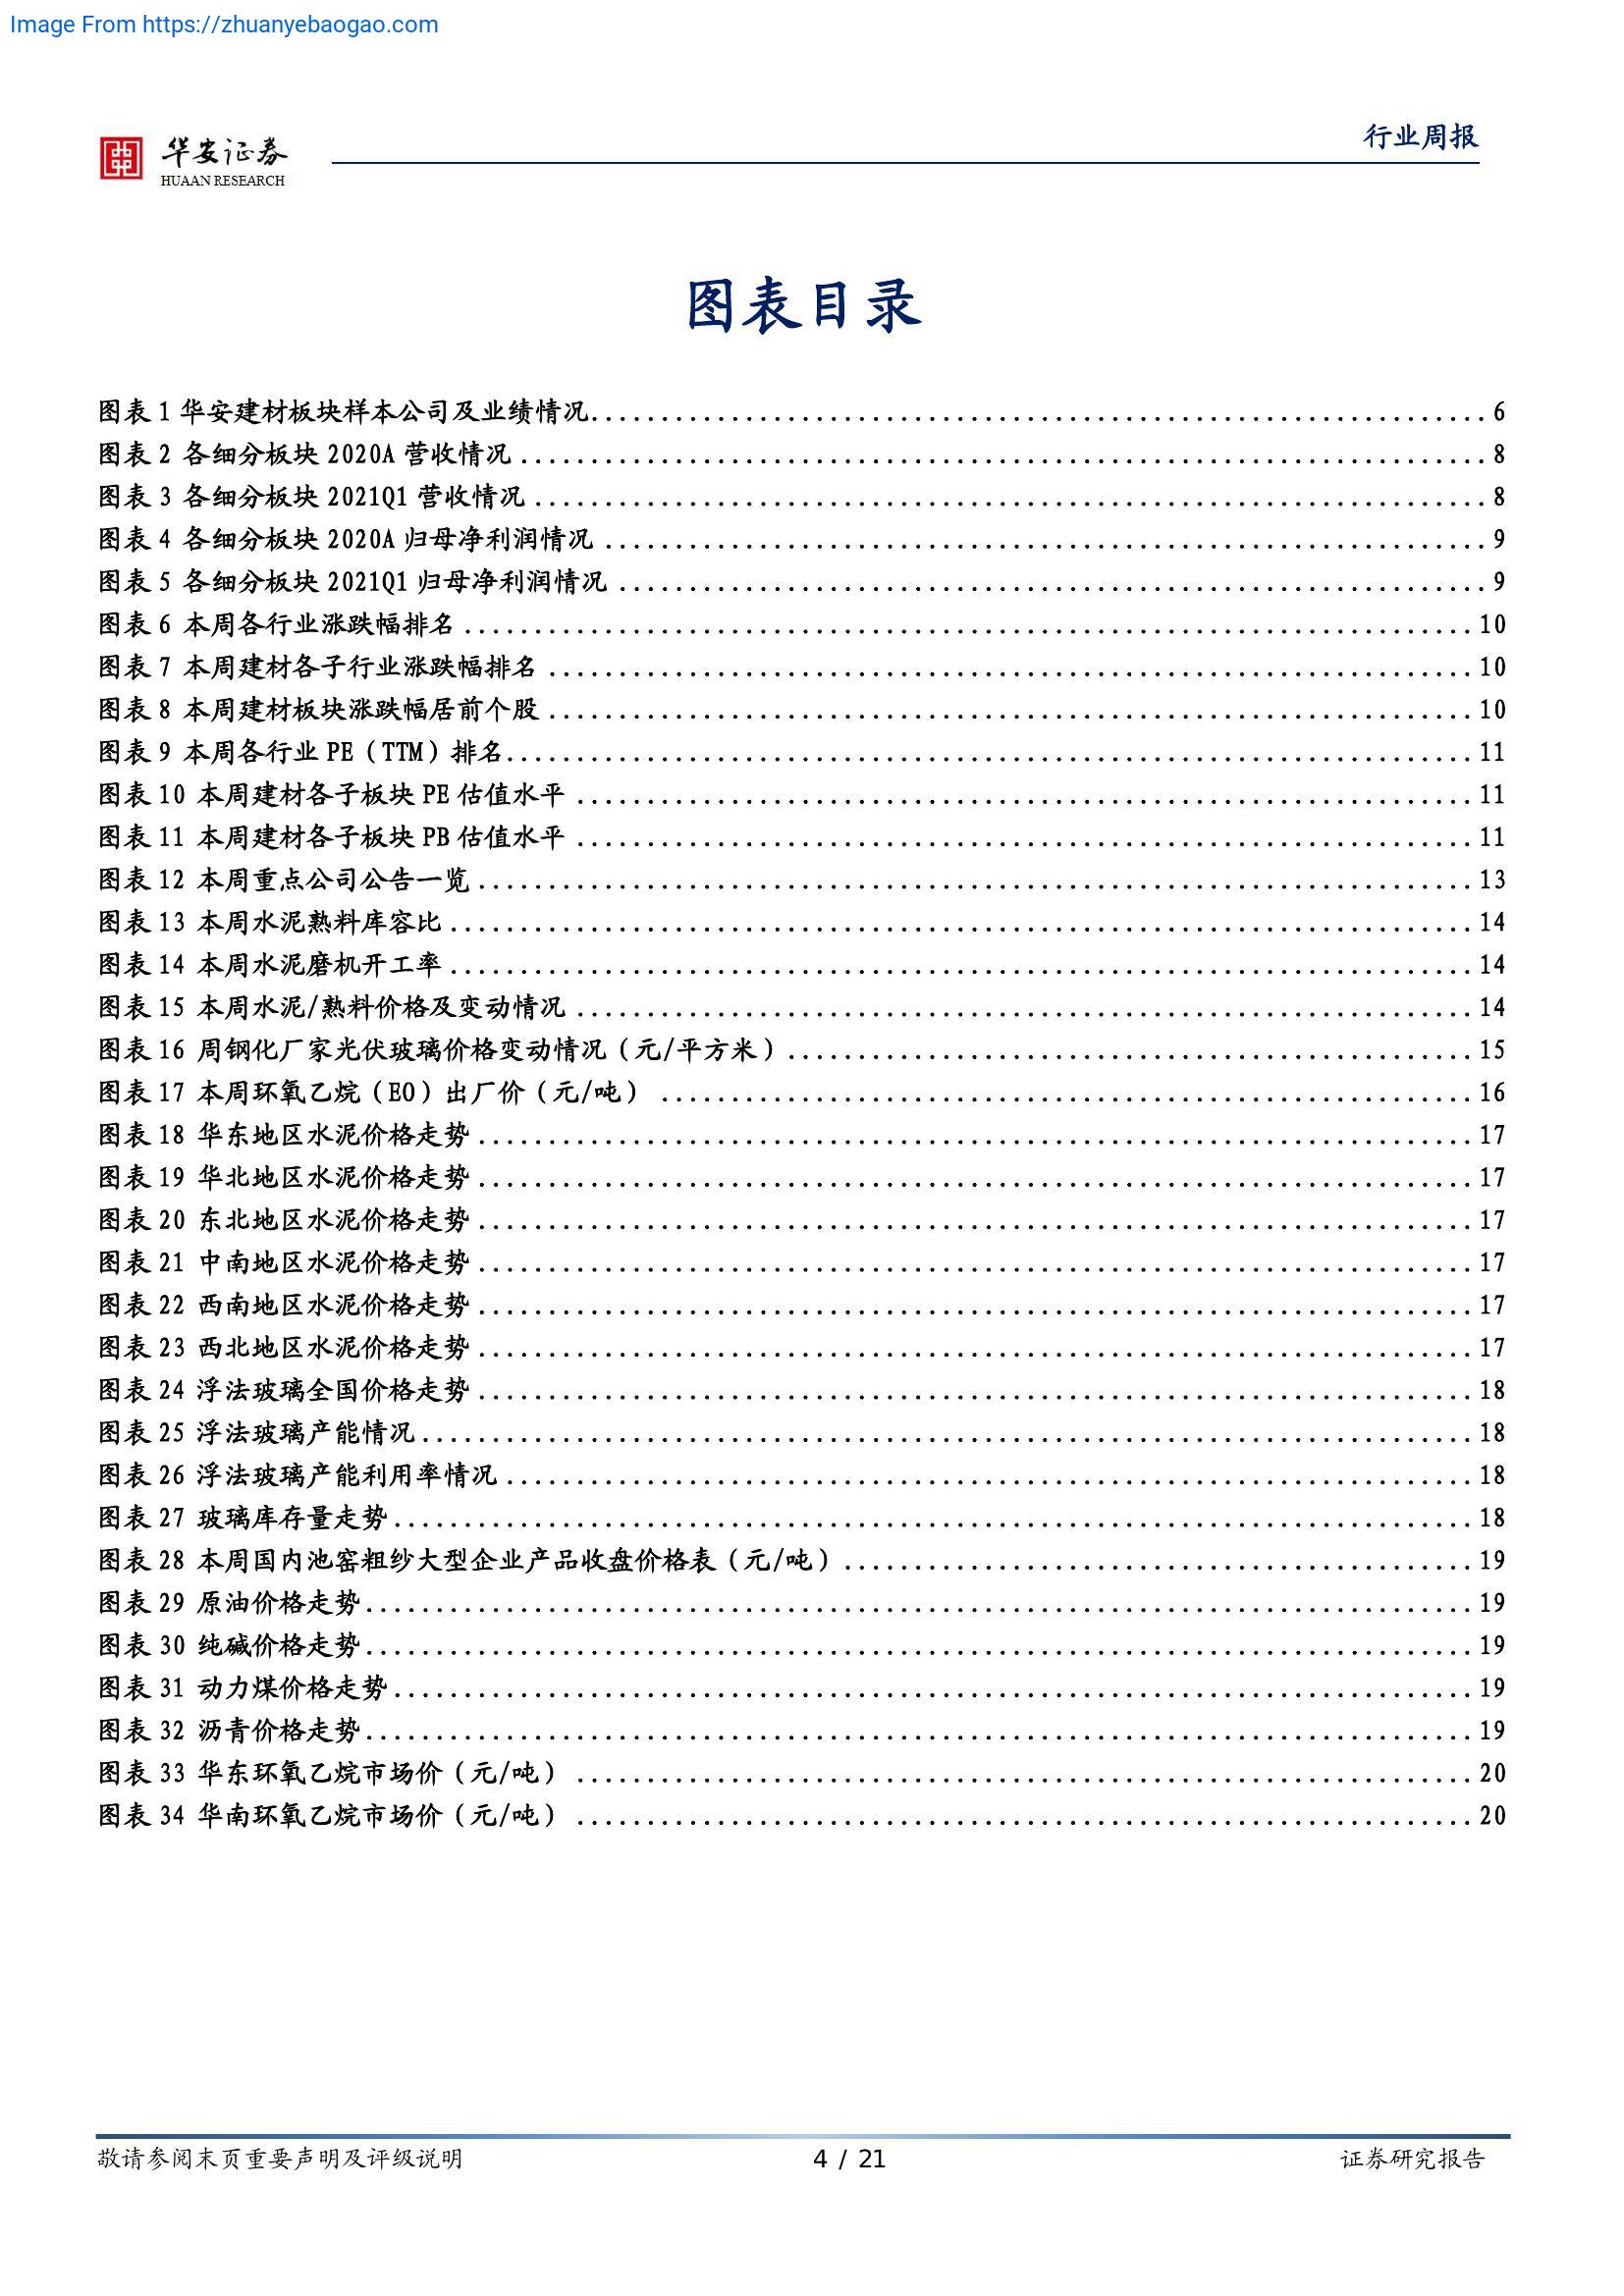 Image From https://zhuanyebaogao.com
华安证券
HUAAN RESEARCH
行业周报
图表目录
图表 1 华安建材板块样本公司及业绩情况................................................................ 6
图表 2 各细分板块 2020A 营收情况 ..................................................................... 8
图表 3 各细分板块 2021Q1 营收情况 .................................................................... 8
图表 4 各细分板块 2020A 归母净利润情况 ............................................................... 9
图表 5 各细分板块 2021Q1 归母净利润情况 .............................................................. 9
图表 6 本周各行业涨跌幅排名 ........................................................................ 10
图表 7 本周建材各子行业涨跌幅排名 .................................................................. 10
图表 8 本周建材板块涨跌幅居前个股 .................................................................. 10
图表 9 本周各行业 PE（TTM）排名..................................................................... 11
图表 10 本周建材各子板块 PE 估值水平 ................................................................ 11
图表 11 本周建材各子板块 PB 估值水平 ................................................................ 11
图表 12 本周重点公司公告一览 ....................................................................... 13
图表 13 本周水泥熟料库容比 ......................................................................... 14
图表 14 本周水泥磨机开工率 ......................................................................... 14
图表 15 本周水泥/熟料价格及变动情况 ................................................................ 14
图表 16 周钢化厂家光伏玻璃价格变动情况（元/平方米）................................................. 15
图表 17 本周环氧乙烷（EO）出厂价（元/吨） .......................................................... 16
图表 18 华东地区水泥价格走势 ....................................................................... 17
图表 19 华北地区水泥价格走势 ....................................................................... 17
图表 20 东北地区水泥价格走势 ....................................................................... 17
图表 21 中南地区水泥价格走势 ....................................................................... 17
图表 22 西南地区水泥价格走势 ....................................................................... 17
图表 23 西北地区水泥价格走势 ....................................................................... 17
图表 24 浮法玻璃全国价格走势 ....................................................................... 18
图表 25 浮法玻璃产能情况........................................................................... 18
图表 26 浮法玻璃产能利用率情况 ..................................................................... 18
图表 27 玻璃库存量走势............................................................................. 18
图表 28 本周国内池窑粗纱大型企业产品收盘价格表（元/吨）............................................. 19
图表 29 原油价格走势............................................................................... 19
图表 30 纯碱价格走势............................................................................... 19
图表 31 动力煤价格走势............................................................................. 19
图表 32 沥青价格走势............................................................................... 19
图表 33 华东环氧乙烷市场价（元/吨） ................................................................ 20
图表 34 华南环氧乙烷市场价（元/吨） ................................................................ 20
敬请参阅末页重要声明及评级说明
4 / 21
证券研究报告